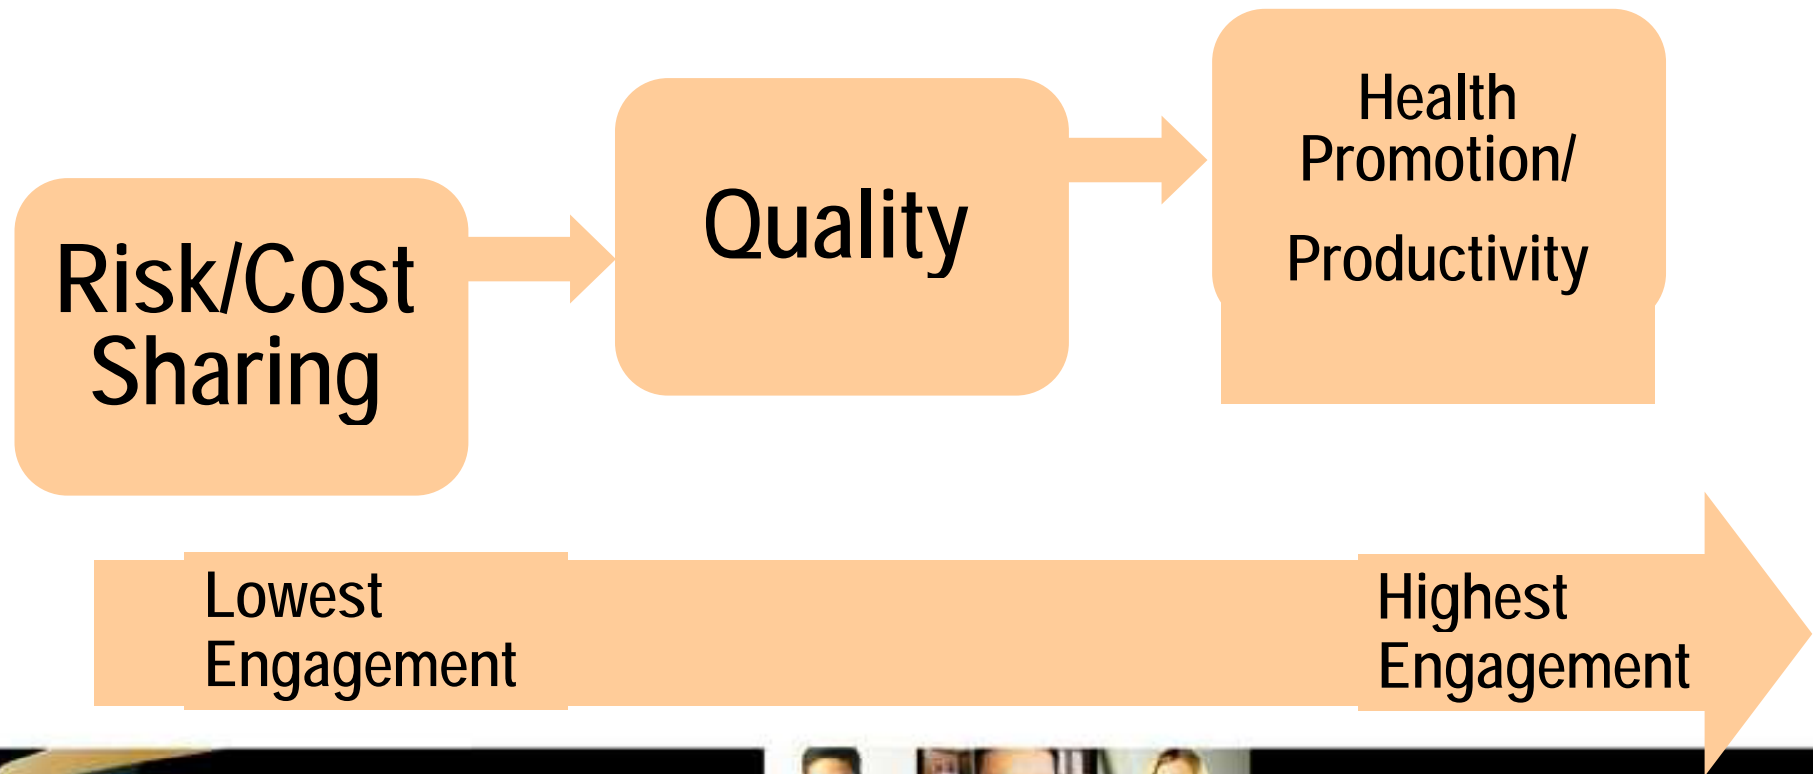 Risk/Cost
Sharing
Quality
Health
Promotion/
Productivity
Lowest
Engagement
Highest
Engagement